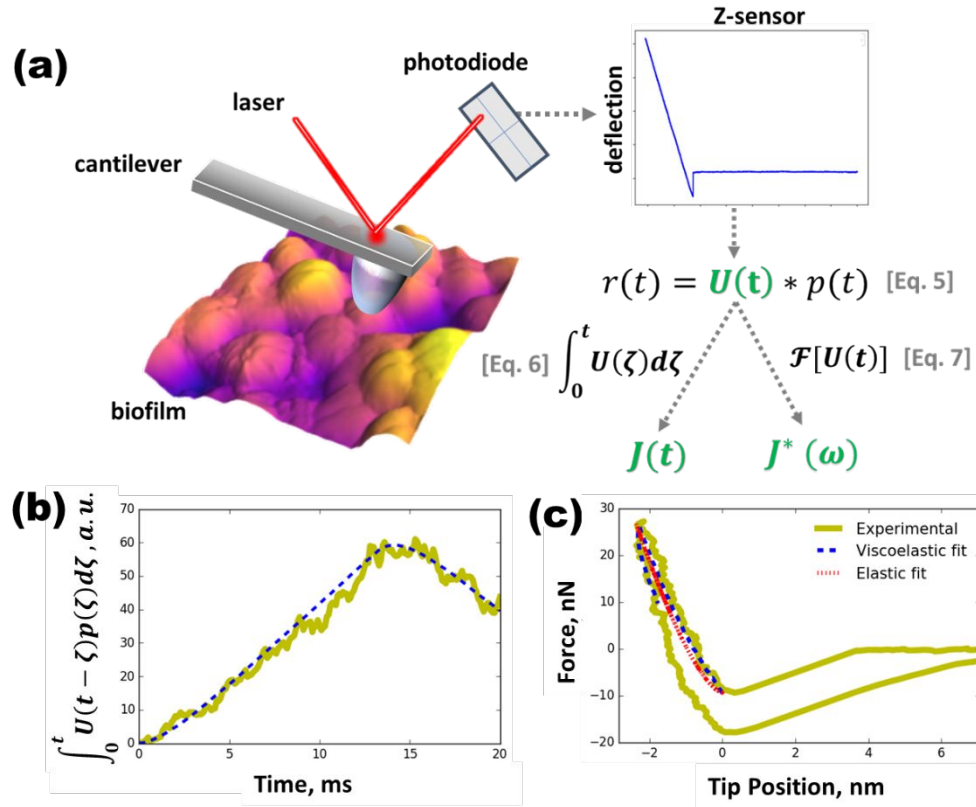 (a)
Z-sensor
photodiode
laser
deflection
cantilever
r(t) = U(t) * p(t) [Eq. 5]
[Eq. 6] ∫₀ᵗ U(ζ)dζ
ℱ[U(t)] [Eq. 7]
biofilm
J(t)
J* (ω)
(b)
∫₀ᵗ U(t − ζ)p(ζ)dζ, a.u.
70
60
50
40
30
20
10
0
0 5 10 15 20
Time, ms
(c)
Experimental
Viscoelastic fit
Elastic fit
Force, nN
30
20
10
0
−10
−20
−2 0 2 4 6
Tip Position, nm